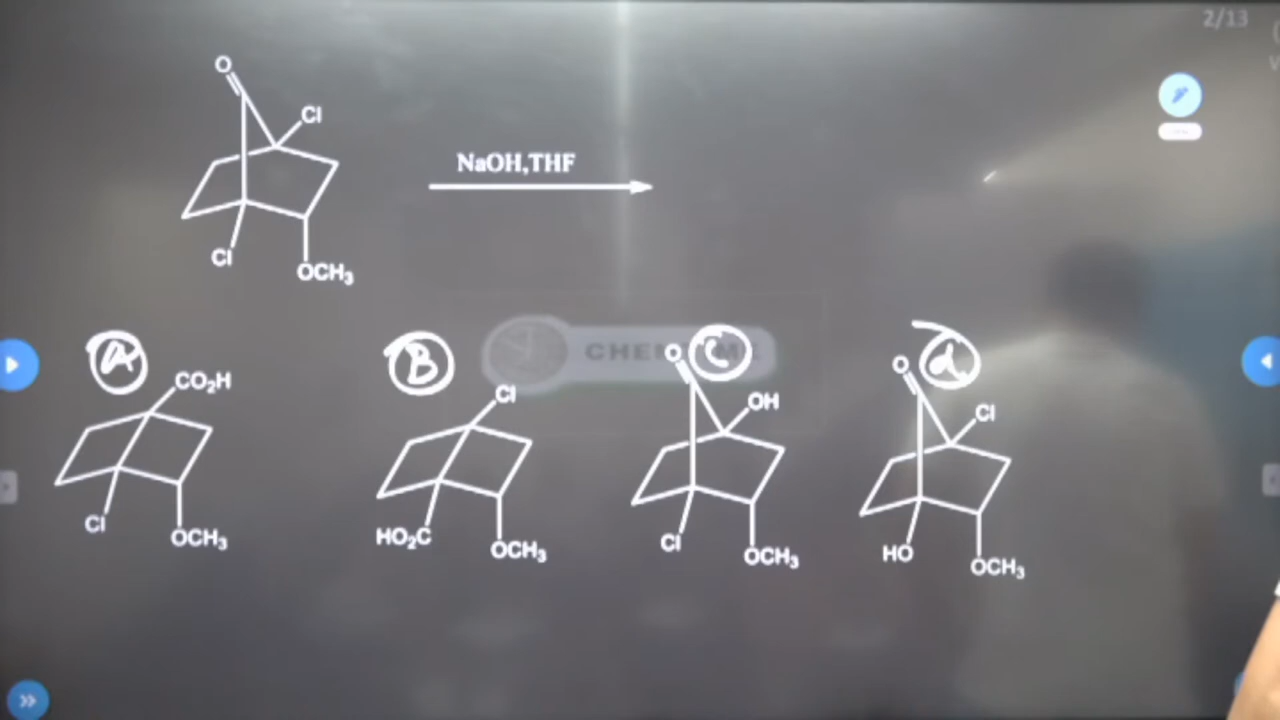 2/13
O
Cl
NaOH,THF
Cl
OCH₃
A
B
C
d
CO₂H
Cl
OCH₃
Cl
HO₂C
OCH₃
O
OH
Cl
OCH₃
O
Cl
HO
OCH₃